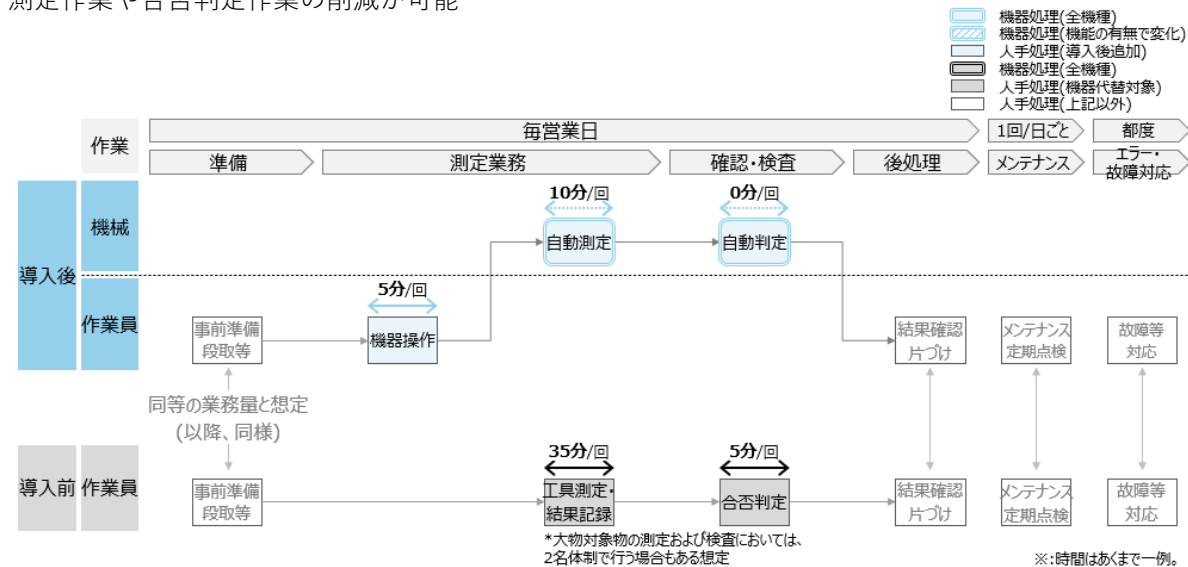 測定作業や合否判定作業の削減が可能
機器処理(全機種)
機器処理(機能の有無で変化)
人手処理(導入後追加)
機器処理(全機種)
人手処理(機器代替対象)
人手処理(上記以外)
作業
毎営業日
1回/日ごと
都度
準備
測定業務
確認・検査
後処理
メンテナンス
エラー・
故障対応
導入後
機械
10分/回
0分/回
自動測定
自動判定
作業員
5分/回
事前準備
段取等
機器操作
結果確認
片づけ
メンテナンス
定期点検
故障等
対応
同等の業務量と想定
(以降、同様)
導入前
作業員
35分/回
5分/回
事前準備
段取等
工具測定・
結果記録
合否判定
結果確認
片づけ
メンテナンス
定期点検
故障等
対応
*大物対象物の測定および検査においては、
2名体制で行う場合もある想定
※:時間はあくまで一例。